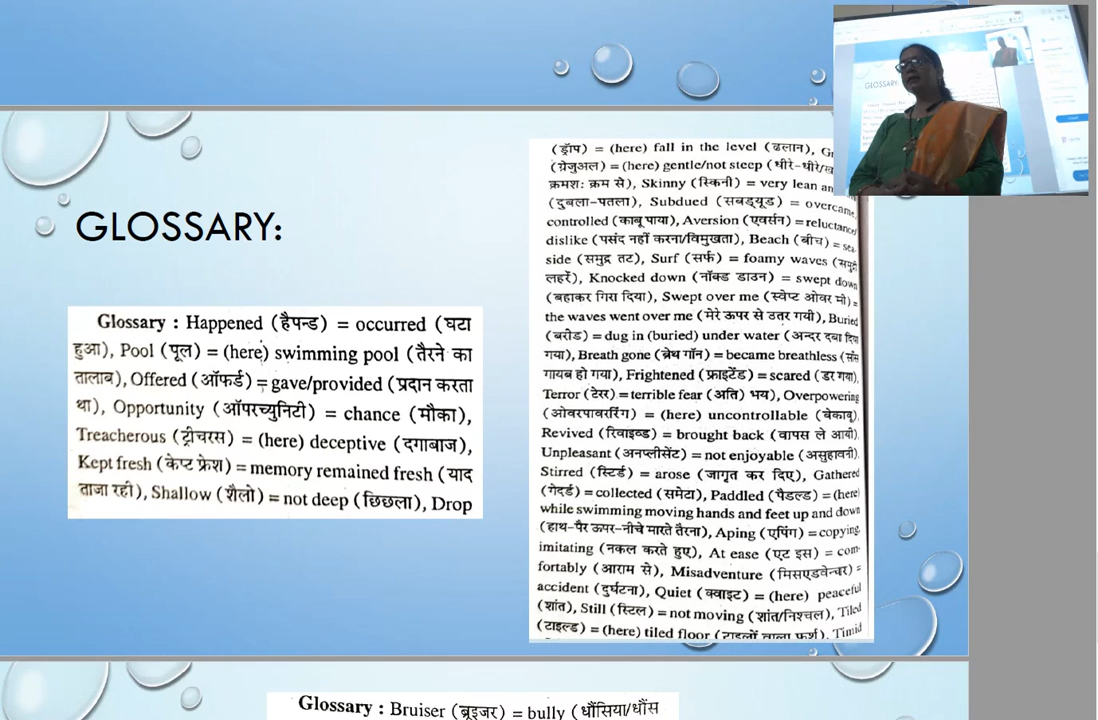 GLOSSARY:
Glossary : Happened (हैपन्ड) = occurred (घटा
हुआ), Pool (पूल) = (here) swimming pool (तैरने का
तालाब), Offered (ऑफर्ड) = gave/provided (प्रदान करता
था), Opportunity (ऑपरच्युनिटी) = chance (मौका),
Treacherous (ट्रीचरस) = (here) deceptive (दगाबाज),
Kept fresh (केप्ट फ्रेश) = memory remained fresh (याद
ताजा रही), Shallow (शैलो) = not deep (छिछला), Drop
(ड्रॉप) = (here) fall in the level (ढलान),
(ग्रेजुअल) = (here) gentle/not steep (धीरे-धीरे/
क्रमश: क्रम से), Skinny (स्किनी) = very lean
(दुबला-पतला), Subdued (सबड्यूड) = overcame,
controlled (काबू पाया), Aversion (एवर्सन) = reluctance/
dislike (पसंद नहीं करना/विमुखता), Beach (बीच) = sea-
side (समुद्र तट), Surf (सर्फ) = foamy waves (समुद्री
लहरें), Knocked down (नॉक्ड डाउन) = swept down
(बहाकर गिरा दिया), Swept over me (स्वेप्ट ओवर मी) =
the waves went over me (मेरे ऊपर से उतर गयी), Buried
(बरीड) = dug in (buried) under water (अन्दर दबा दिया
गया), Breath gone (ब्रेथ गॉन) = became breathless (साँस
गायब हो गया), Frightened (फ्राइटेंड) = scared (डर गया),
Terror (टेरर) = terrible fear (अति) भय), Overpowering
(ओवरपावररिंग) = (here) uncontrollable (बेकाबू),
Revived (रिवाइव्ड) = brought back (वापस ले आयी),
Unpleasant (अनप्लीसेंट) = not enjoyable (असुहावनी),
Stirred (स्टिर्ड) = arose (जागृत कर दिए), Gathered
(गेदर्ड) = collected (समेटा), Paddled (पैडल्ड) = (here)
while swimming moving hands and feet up and down
(हाथ-पैर ऊपर-नीचे मारते तैरना), Aping (एपिंग) = copying,
imitating (नकल करते हुए), At ease (एट इस) = com-
fortably (आराम से), Misadventure (मिसएडवेन्चर) =
accident (दुर्घटना), Quiet (क्वाइट) = (here) peaceful
(शांत), Still (स्टिल) = not moving (शांत/निश्चल), Tiled
(टाइल्ड) = (here) tiled floor (टाइलों वाला फर्श), Timid
Glossary : Bruiser (ब्रूइजर) = bully (धौंसिया/धौंस
GLOSSARY